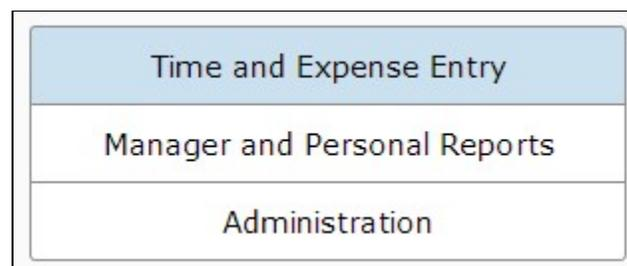 Time and Expense Entry
Manager and Personal Reports
Administration